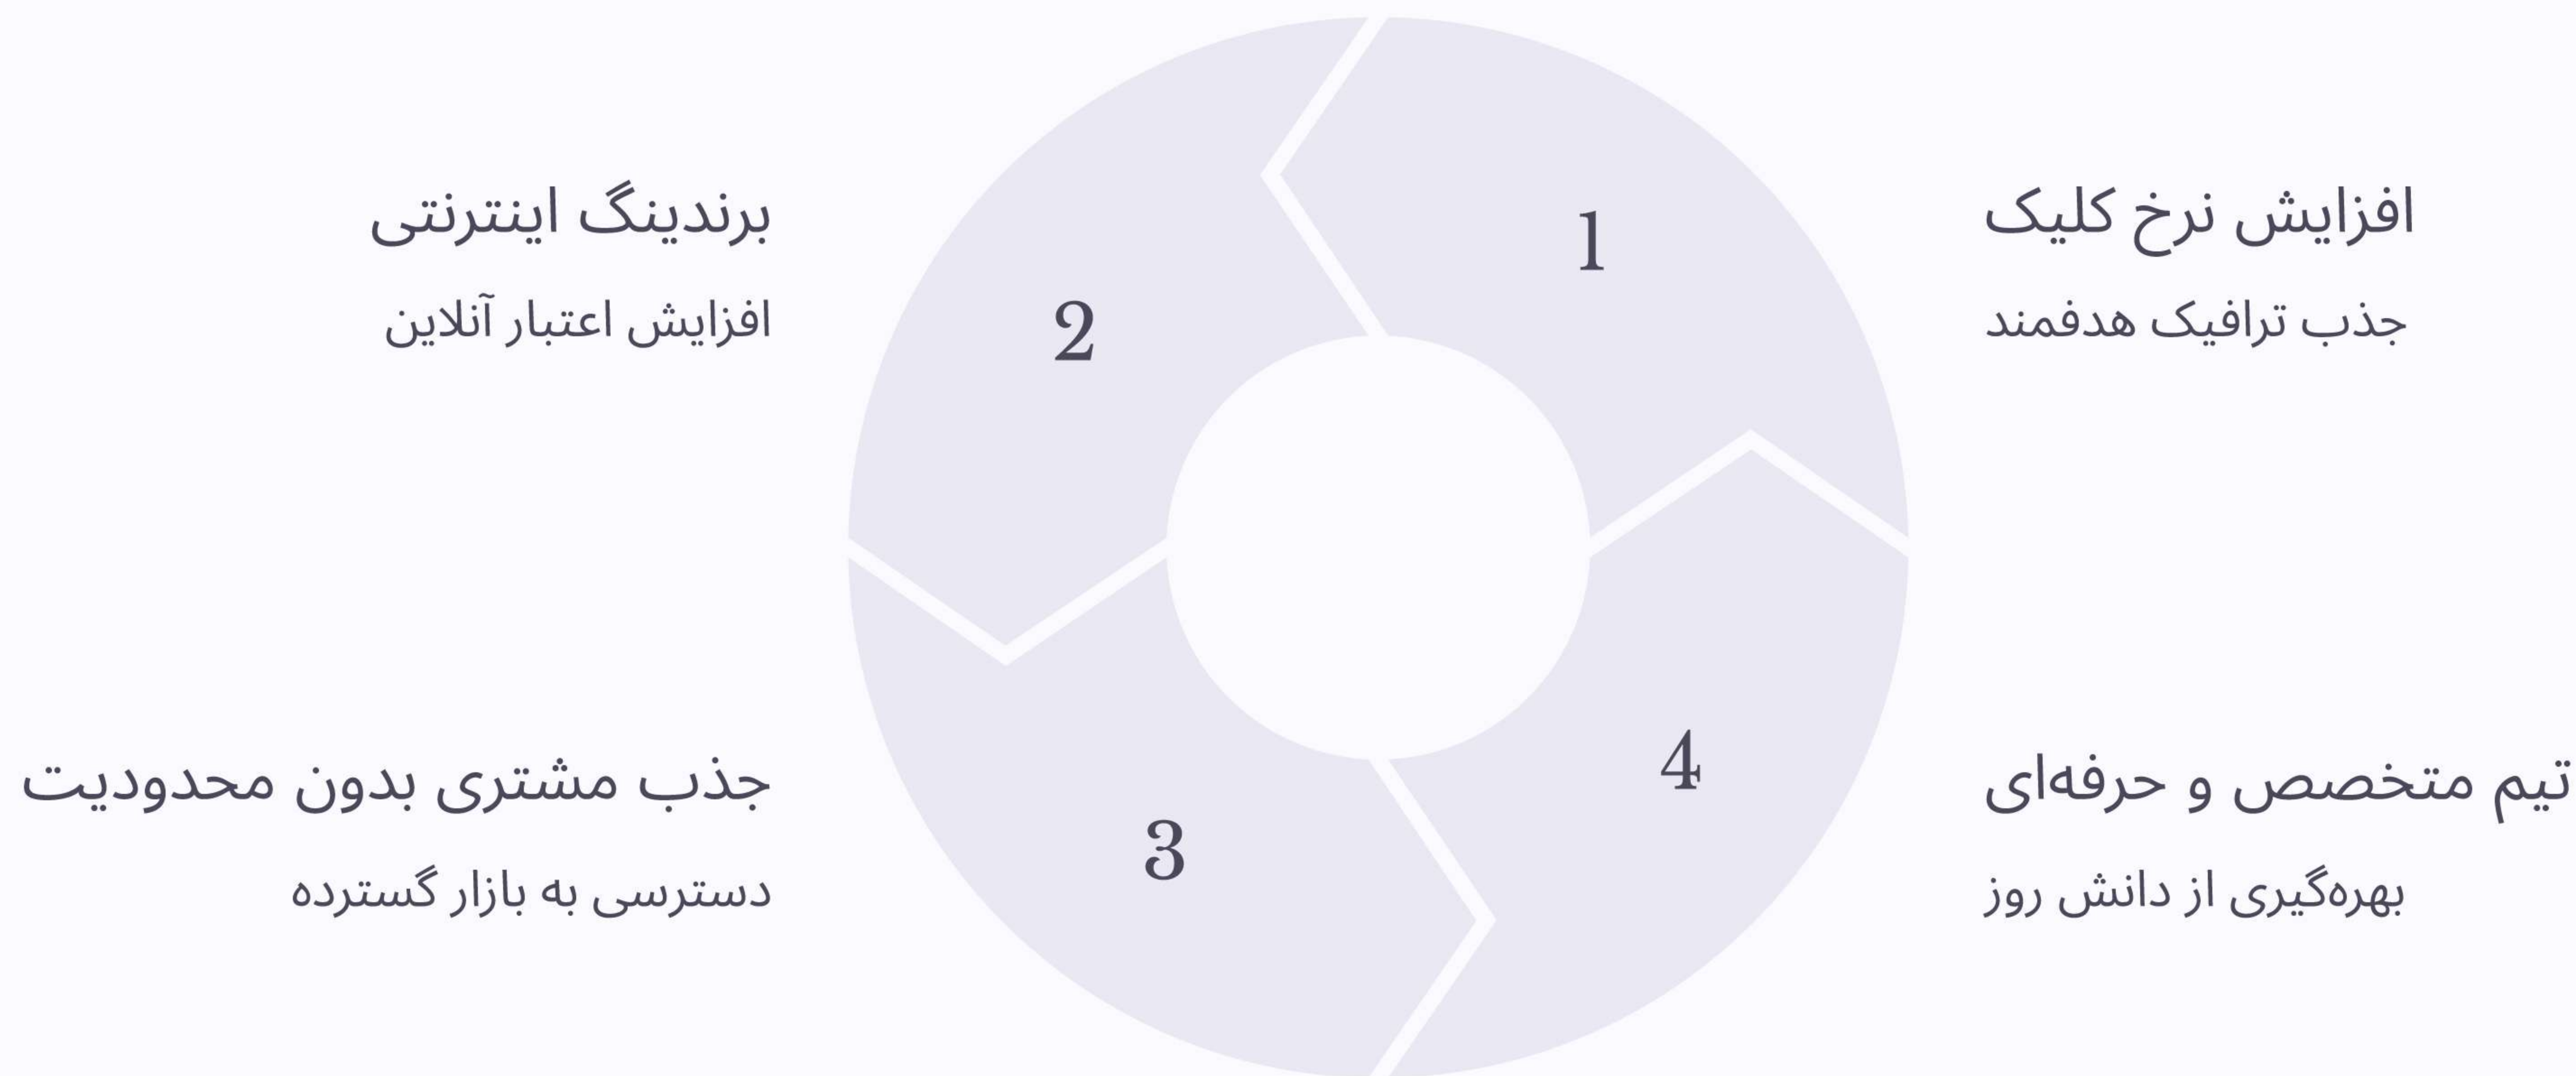 1
افزایش نرخ کلیک
جذب ترافیک هدفمند
2
برندینگ اینترنتی
افزایش اعتبار آنلاین
3
جذب مشتری بدون محدودیت
دسترسی به بازار گسترده
4
تیم متخصص و حرفه‌ای
بهره‌گیری از دانش روز